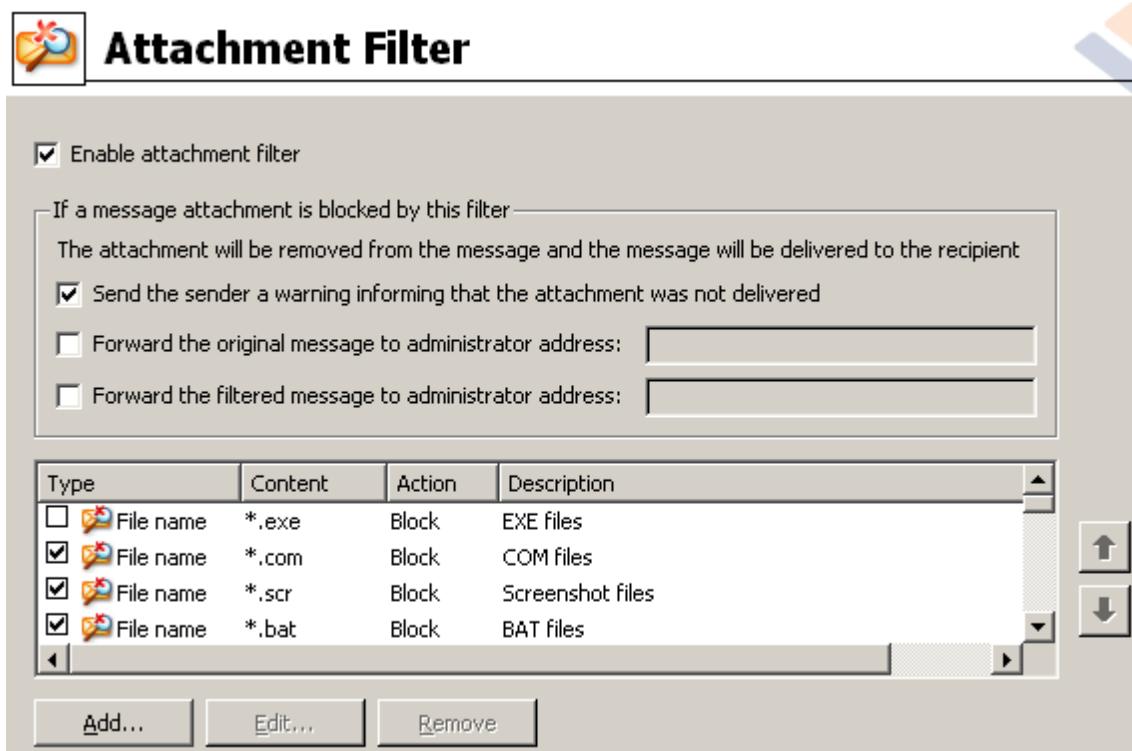 Attachment Filter
Enable attachment filter
If a message attachment is blocked by this filter
The attachment will be removed from the message and the message will be delivered to the recipient
Send the sender a warning informing that the attachment was not delivered
Forward the original message to administrator address:
Forward the filtered message to administrator address:
Type Content Action Description
File name *.exe Block EXE files
File name *.com Block COM files
File name *.scr Block Screenshot files
File name *.bat Block BAT files
Add... Edit... Remove